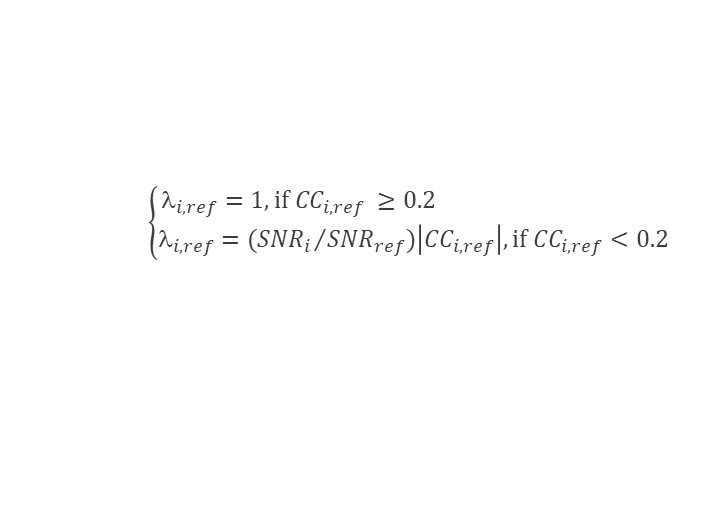 λ_{i,ref} = 1, if CC_{i,ref} ≥ 0.2
λ_{i,ref} = (SNR_i/SNR_{ref})|CC_{i,ref}|, if CC_{i,ref} < 0.2